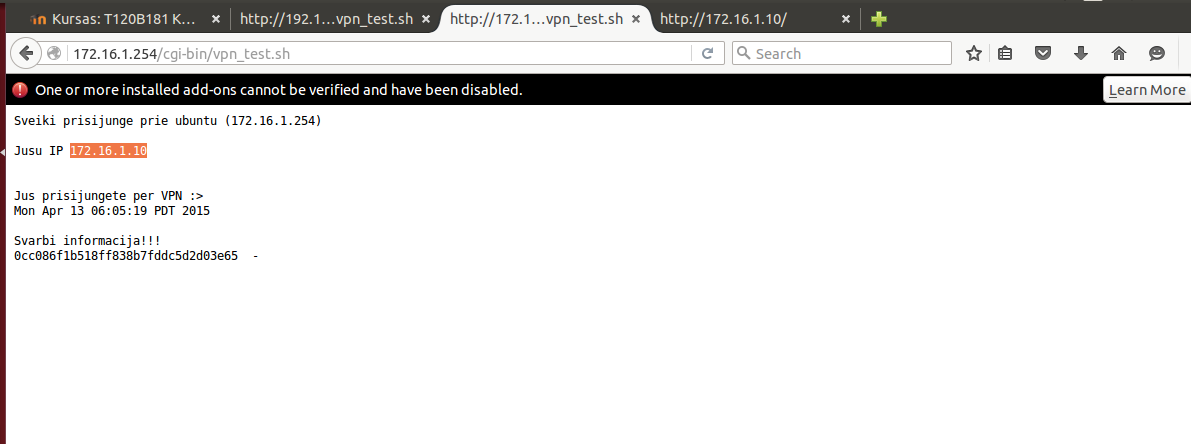 Kursas: T120B181 K...
http://192.1...vpn_test.sh
http://172.1...vpn_test.sh
http://172.16.1.10/
172.16.1.254/cgi-bin/vpn_test.sh
Search
One or more installed add-ons cannot be verified and have been disabled.
Learn More
Sveiki prisijunge prie ubuntu (172.16.1.254)
Jusu IP 172.16.1.10
Jus prisijungete per VPN :>
Mon Apr 13 06:05:19 PDT 2015
Svarbi informacija!!!
0cc086f1b518ff838b7fddc5d2d03e65 -